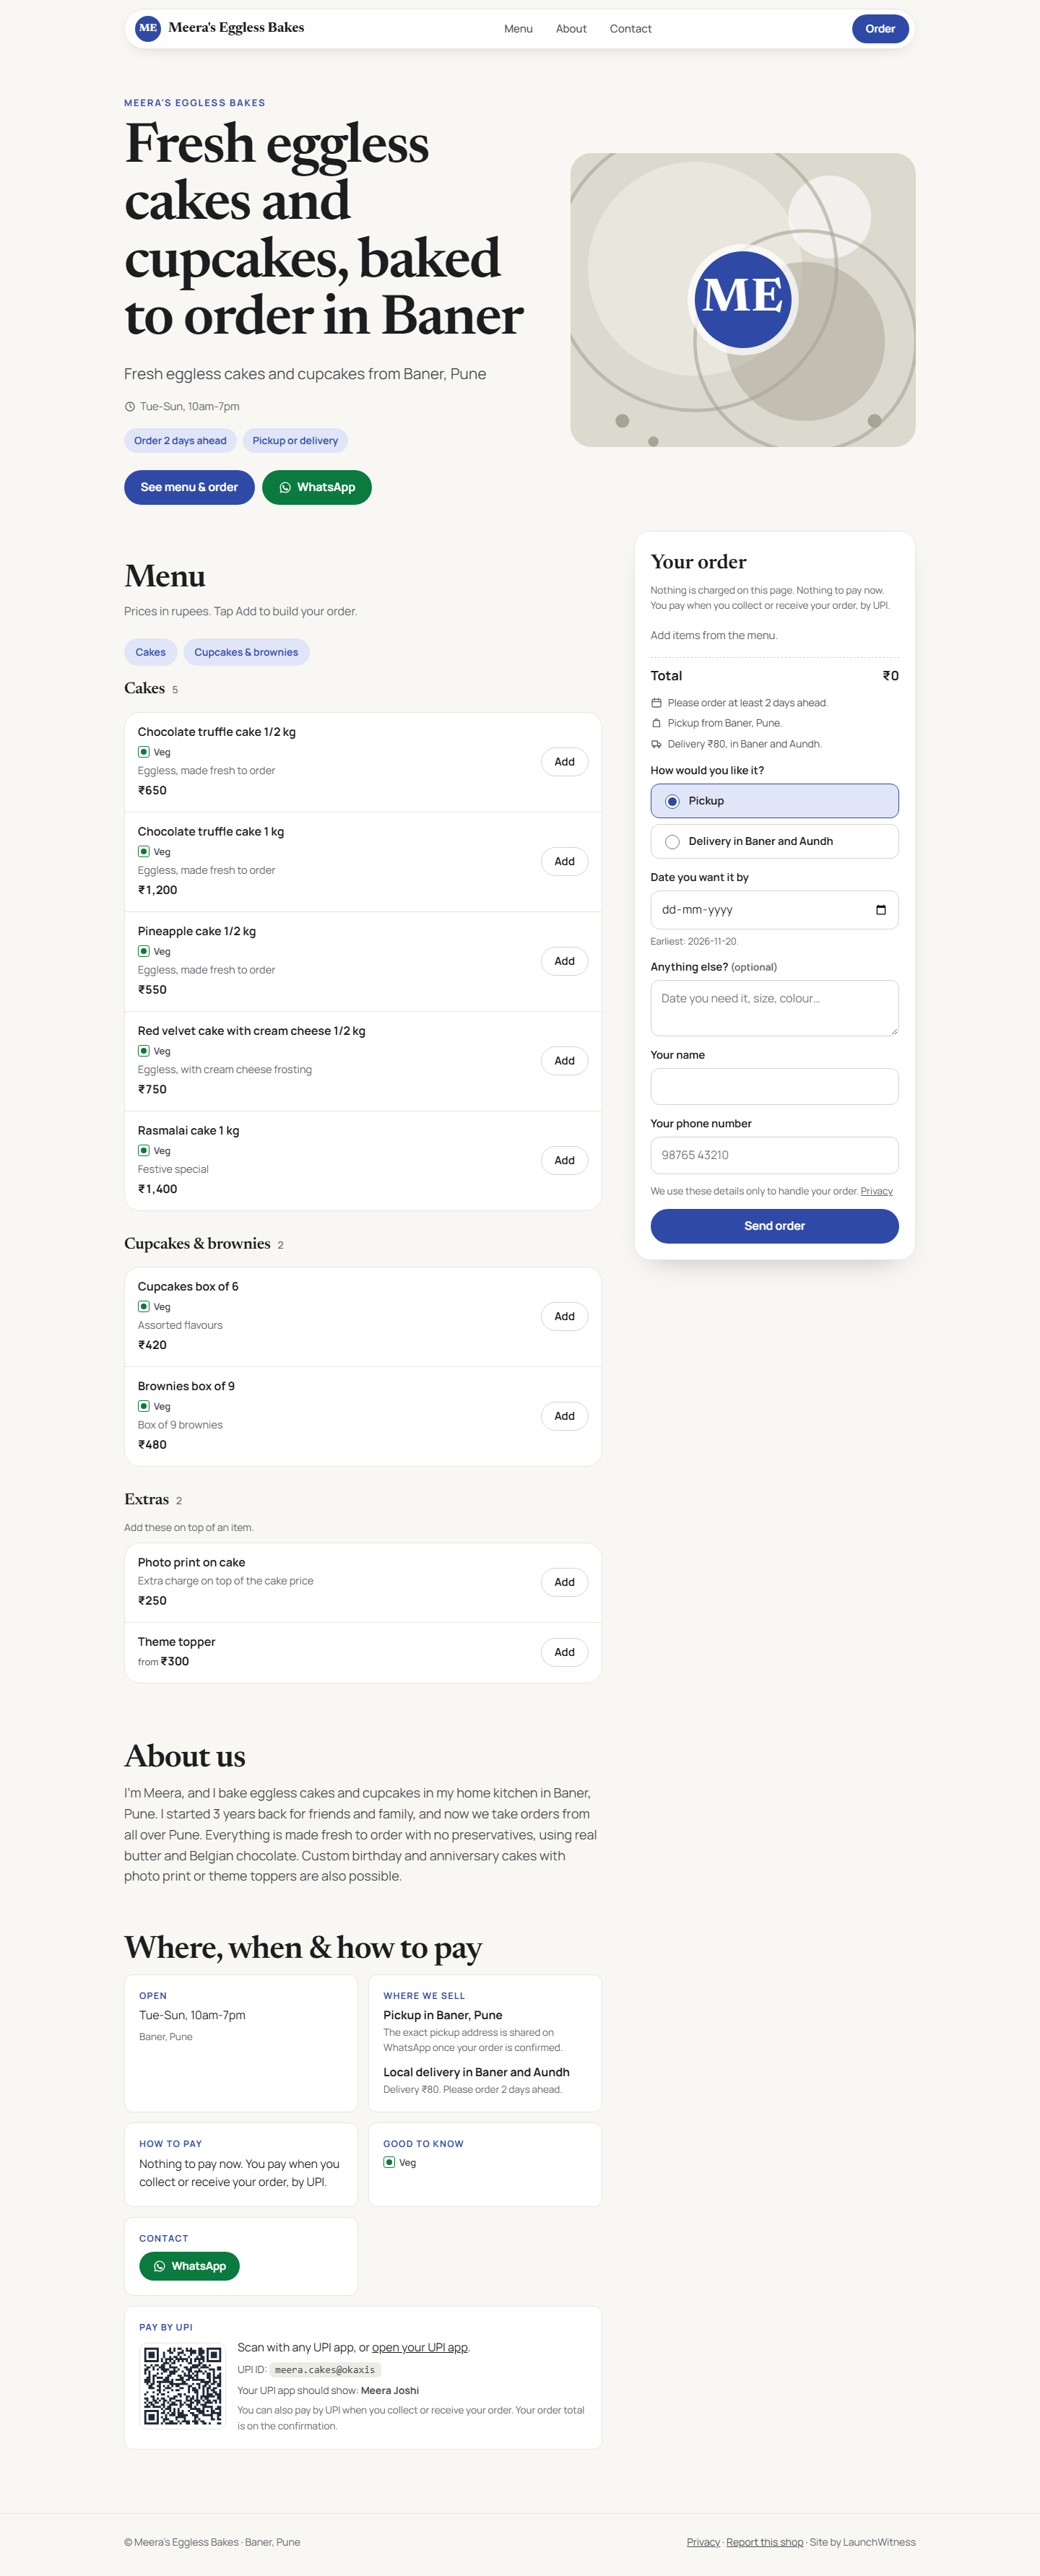 ME Meera's Eggless Bakes
Menu
About
Contact
Order
MEERA'S EGGLESS BAKES
Fresh eggless
cakes and
cupcakes, baked
to order in Baner
Fresh eggless cakes and cupcakes from Baner, Pune
Tue-Sun, 10am-7pm
Order 2 days ahead
Pickup or delivery
See menu & order
WhatsApp
ME
Menu
Prices in rupees. Tap Add to build your order.
Cakes
Cupcakes & brownies
Cakes 5
Chocolate truffle cake 1/2 kg
Veg
Eggless, made fresh to order
₹650
Add
Chocolate truffle cake 1 kg
Veg
Eggless, made fresh to order
₹1,200
Add
Pineapple cake 1/2 kg
Veg
Eggless, made fresh to order
₹550
Add
Red velvet cake with cream cheese 1/2 kg
Veg
Eggless, with cream cheese frosting
₹750
Add
Rasmalai cake 1 kg
Veg
Festive special
₹1,400
Add
Cupcakes & brownies 2
Cupcakes box of 6
Veg
Assorted flavours
₹420
Add
Brownies box of 9
Veg
Box of 9 brownies
₹480
Add
Extras 2
Add these on top of an item.
Photo print on cake
Extra charge on top of the cake price
₹250
Add
Theme topper
from ₹300
Add
Your order
Nothing is charged on this page. Nothing to pay now.
You pay when you collect or receive your order, by UPI.
Add items from the menu.
Total ₹0
Please order at least 2 days ahead.
Pickup from Baner, Pune.
Delivery ₹80, in Baner and Aundh.
How would you like it?
Pickup
Delivery in Baner and Aundh
Date you want it by
dd-mm-yyyy
Earliest: 2026-11-20.
Anything else? (optional)
Date you need it, size, colour…
Your name
Your phone number
98765 43210
We use these details only to handle your order. Privacy
Send order
About us
I'm Meera, and I bake eggless cakes and cupcakes in my home kitchen in Baner,
Pune. I started 3 years back for friends and family, and now we take orders from
all over Pune. Everything is made fresh to order with no preservatives, using real
butter and Belgian chocolate. Custom birthday and anniversary cakes with
photo print or theme toppers are also possible.
Where, when & how to pay
OPEN
Tue-Sun, 10am-7pm
Baner, Pune
WHERE WE SELL
Pickup in Baner, Pune
The exact pickup address is shared on
WhatsApp once your order is confirmed.
Local delivery in Baner and Aundh
Delivery ₹80. Please order 2 days ahead.
HOW TO PAY
Nothing to pay now. You pay when you
collect or receive your order, by UPI.
GOOD TO KNOW
Veg
CONTACT
WhatsApp
PAY BY UPI
Scan with any UPI app, or open your UPI app.
UPI ID: meera.cakes@okaxis
Your UPI app should show: Meera Joshi
You can also pay by UPI when you collect or receive your order. Your order total
is on the confirmation.
© Meera's Eggless Bakes · Baner, Pune
Privacy · Report this shop · Site by LaunchWitness